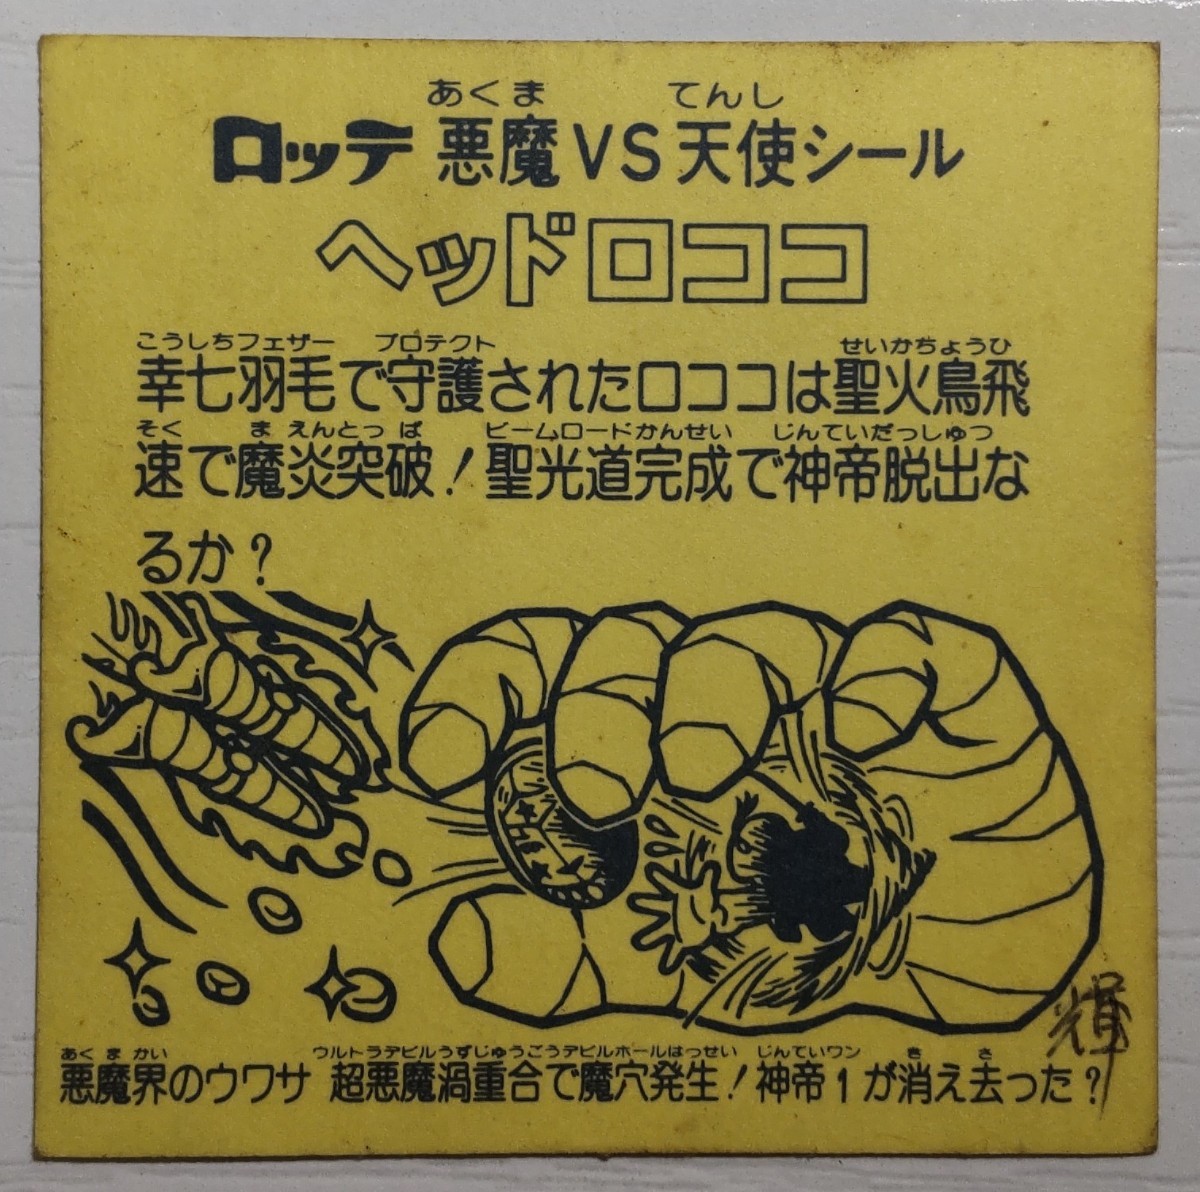 あくま てんし
ロッテ 悪魔VS天使シール
ヘッドロココ
こうしちフェザー プロテクト せいかちょうひ
幸七羽毛で守護されたロココは聖火鳥飛
そく ま えんとっ ぱ ビームロードかんせい じんていだっしゅつ
速で魔炎突破!聖光道完成で神帝脱出な
るか?
輝
あく ま かい ウルトラデビルうずじゅうごうデビルホールはっせい じんていワン き さ
悪魔界のウワサ 超悪魔渦重合で魔穴発生!神帝1が消え去った?